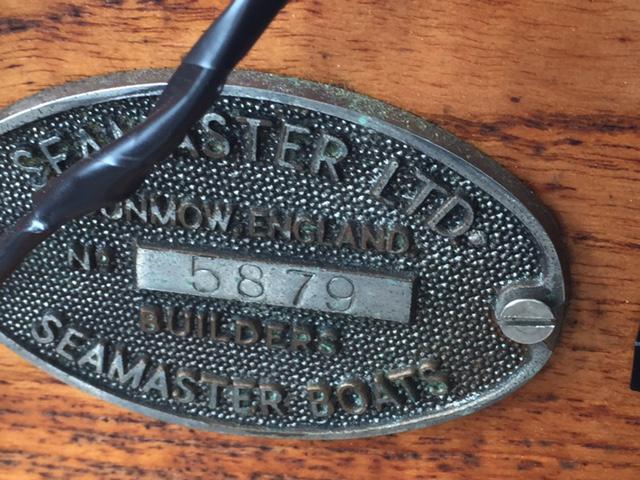 SEAMASTER LTD.
DUNMOW, ENGLAND.
No. 5879
BUILDERS
SEAMASTER BOATS